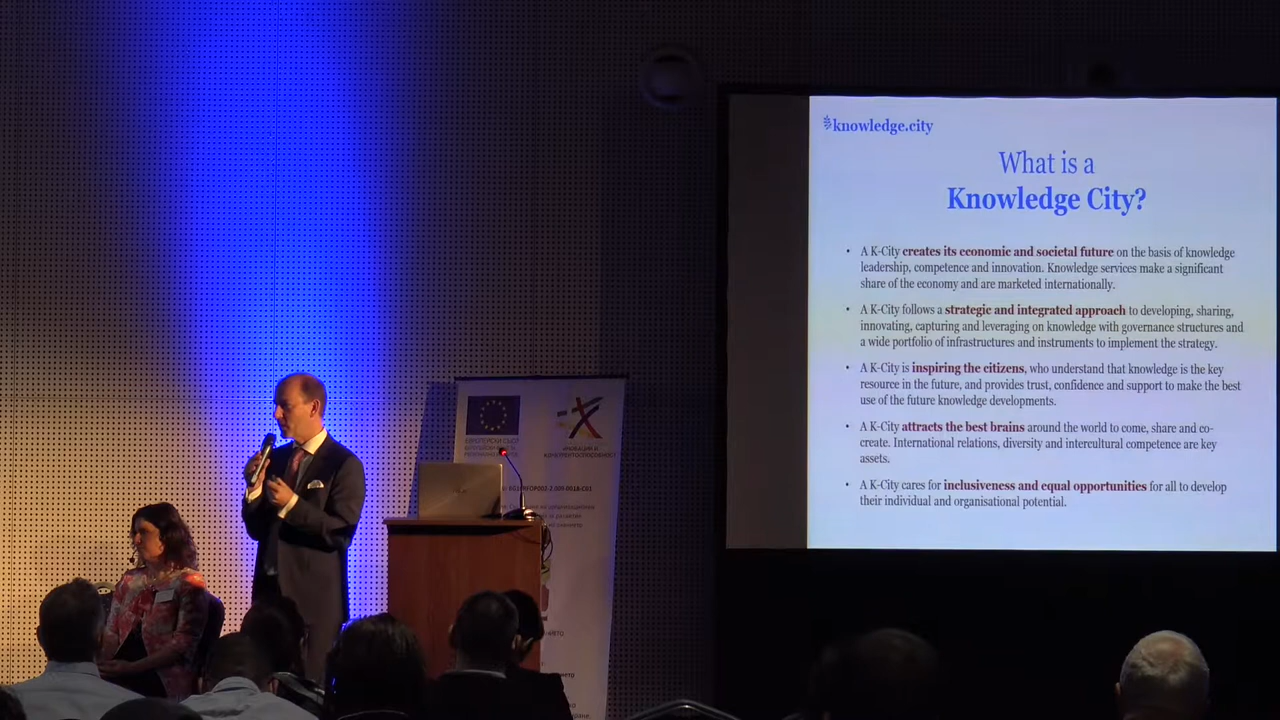 knowledge.city
What is a
Knowledge City?
• A K-City creates its economic and societal future on the basis of knowledge
leadership, competence and innovation. Knowledge services make a significant
share of the economy and are marketed internationally.
• A K-City follows a strategic and integrated approach to developing, sharing,
innovating, capturing and leveraging on knowledge with governance structures and
a wide portfolio of infrastructures and instruments to implement the strategy.
• A K-City is inspiring the citizens, who understand that knowledge is the key
resource in the future, and provides trust, confidence and support to make the best
use of the future knowledge developments.
• A K-City attracts the best brains around the world to come, share and co-
create. International relations, diversity and intercultural competence are key
assets.
• A K-City cares for inclusiveness and equal opportunities for all to develop
their individual and organisational potential.
ЕВРОПЕЙСКИ СЪЮЗ
ИНОВАЦИИ И
КОНКУРЕНТОСПОСОБНОСТ